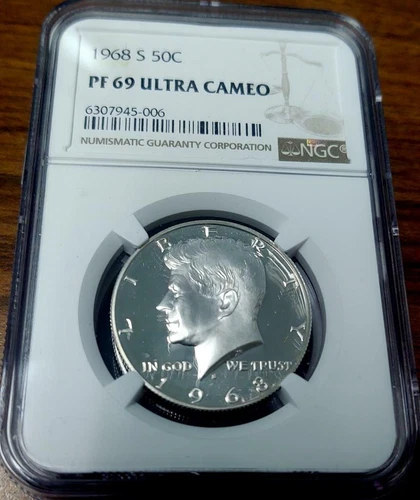 1968 S 50C
PF 69 ULTRA CAMEO
6307945-006
NUMISMATIC GUARANTY CORPORATION
NGC
LIBERTY
IN GOD WE TRUST
1968